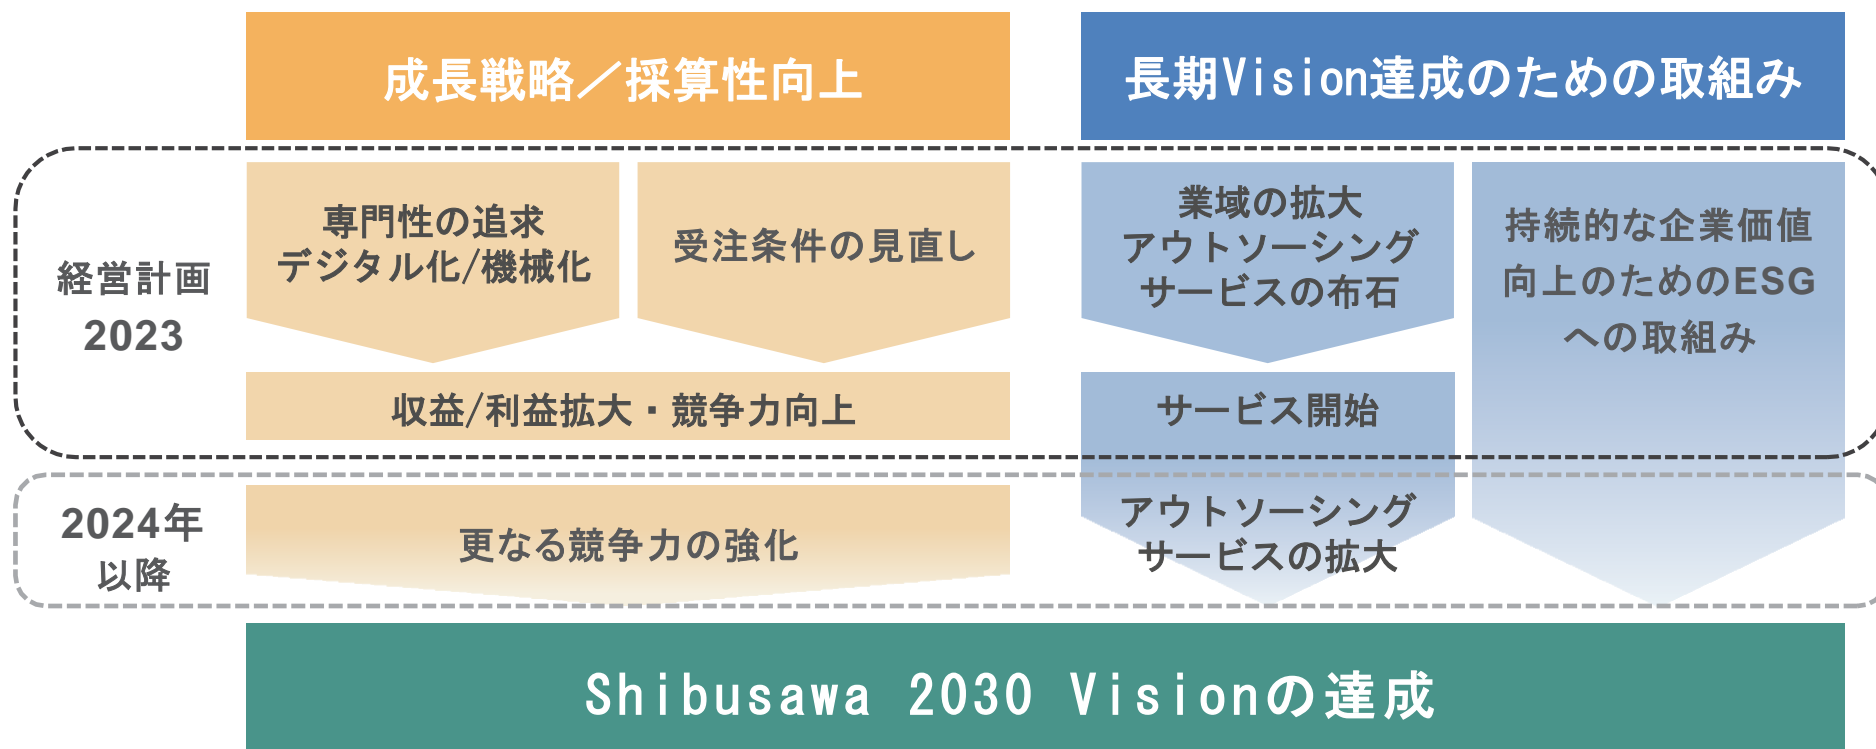 成長戦略／採算性向上
長期Vision達成のための取組み
経営計画
2023
専門性の追求
デジタル化/機械化
受注条件の見直し
業域の拡大
アウトソーシング
サービスの布石
持続的な企業価値
向上のためのESG
への取組み
収益/利益拡大・競争力向上
サービス開始
2024年
以降
更なる競争力の強化
アウトソーシング
サービスの拡大
Shibusawa 2030 Visionの達成